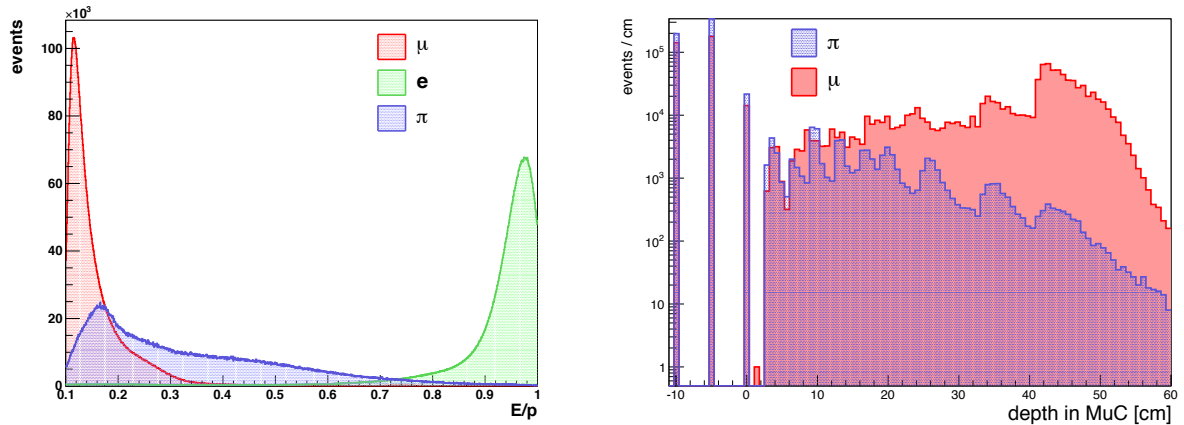 ×10³
events
100
80
60
40
20
0
μ
e
π
0.1 0.2 0.3 0.4 0.5 0.6 0.7 0.8 0.9 1
E/p
events / cm
10⁵
10⁴
10³
10²
10
1
π
μ
-10 0 10 20 30 40 50 60
depth in MuC [cm]